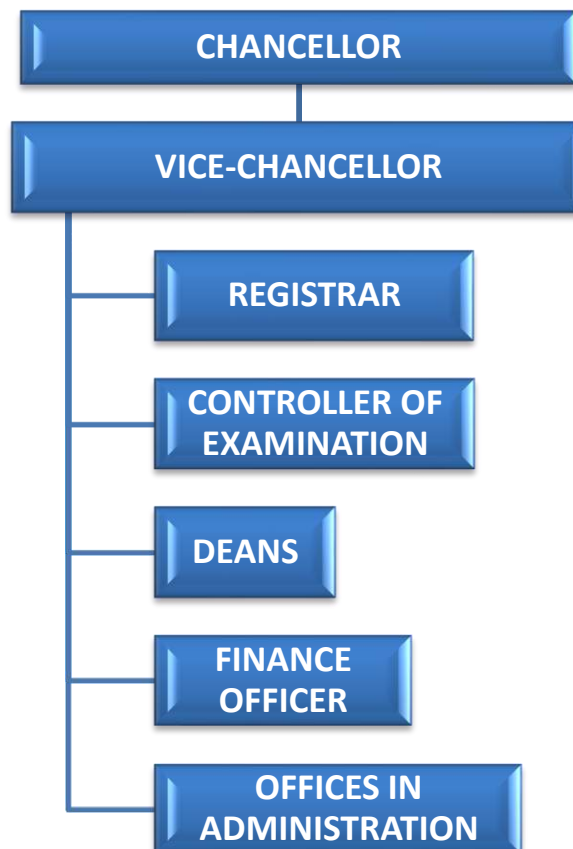 CHANCELLOR
VICE-CHANCELLOR
REGISTRAR
CONTROLLER OF
EXAMINATION
DEANS
FINANCE
OFFICER
OFFICES IN
ADMINISTRATION